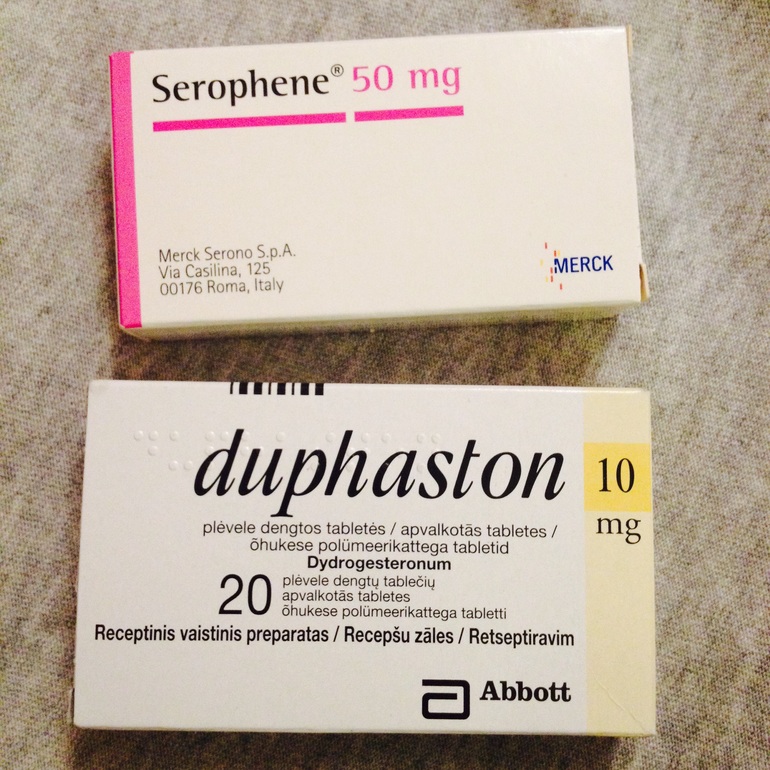 Serophene® 50 mg
Merck Serono S.p.A.
Via Casilina, 125
00176 Roma, Italy
MERCK
duphaston
10
mg
plėvele dengtos tabletės / apvalkotās tabletes /
õhukese polümeerikattega tabletid
Dydrogesteronum
20
plėvele dengtų tablečių
apvalkotās tabletes
õhukese polümeerikattega tabletti
Receptinis vaistinis preparatas / Recepšu zāles / Retseptiravim
Abbott